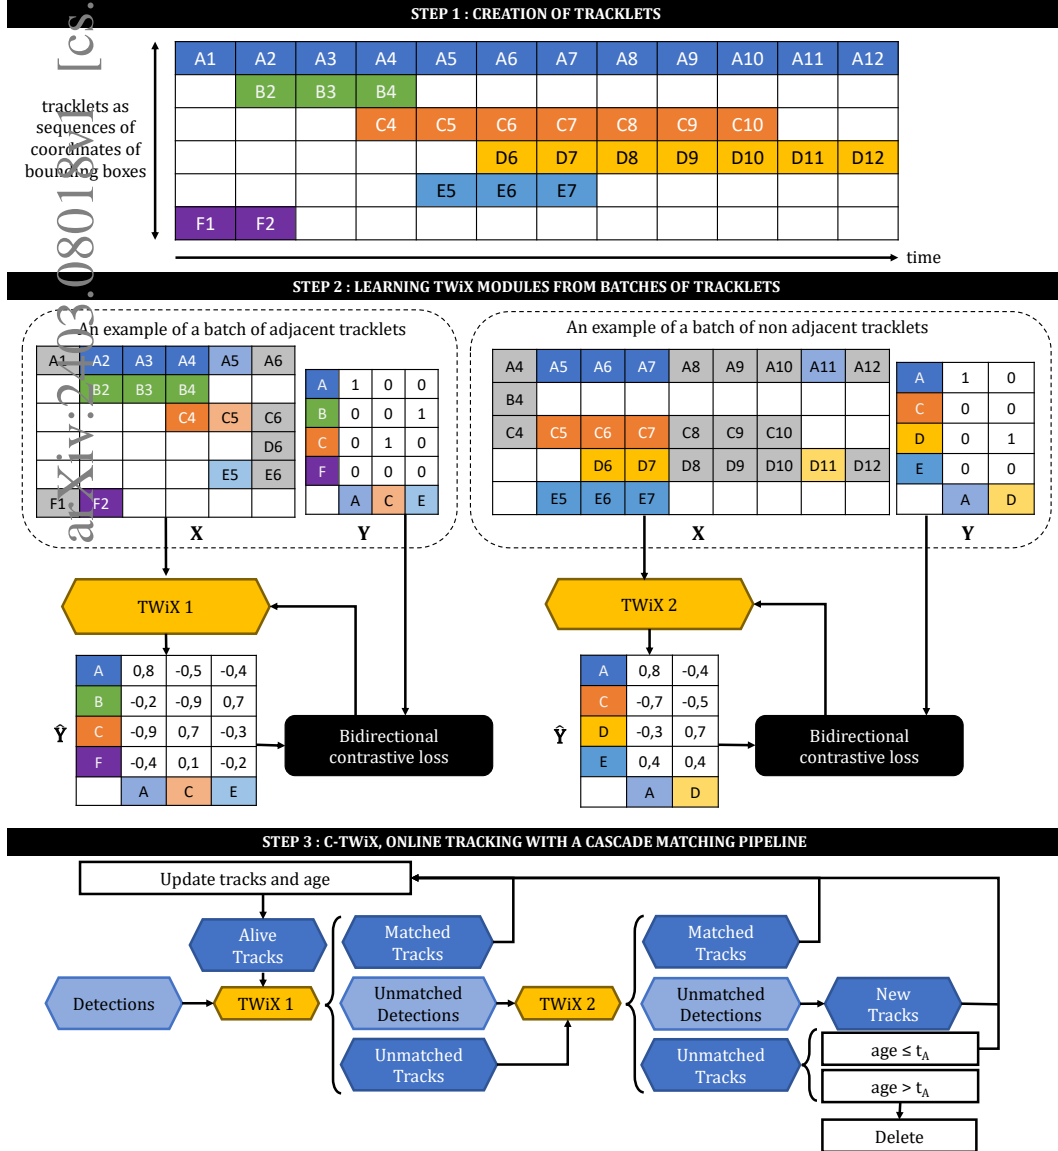 arXiv:2403.08018v1 [cs.
STEP 1 : CREATION OF TRACKLETS
tracklets as
sequences of
coordinates of
bounding boxes
A1 A2 A3 A4 A5 A6 A7 A8 A9 A10 A11 A12
B2 B3 B4
C4 C5 C6 C7 C8 C9 C10
D6 D7 D8 D9 D10 D11 D12
E5 E6 E7
F1 F2
time
STEP 2 : LEARNING TWiX MODULES FROM BATCHES OF TRACKLETS
An example of a batch of adjacent tracklets
A1 A2 A3 A4 A5 A6
B2 B3 B4
C4 C5 C6
D6
E5 E6
F1 F2
X
A 1 0 0
B 0 0 1
C 0 1 0
F 0 0 0
A C E
Y
An example of a batch of non adjacent tracklets
A4 A5 A6 A7 A8 A9 A10 A11 A12
B4
C4 C5 C6 C7 C8 C9 C10
D6 D7 D8 D9 D10 D11 D12
E5 E6 E7
X
A 1 0
C 0 0
D 0 1
E 0 0
A D
Y
TWiX 1
A 0,8 -0,5 -0,4
B -0,2 -0,9 0,7
C -0,9 0,7 -0,3
F -0,4 0,1 -0,2
A C E
Ŷ
Bidirectional
contrastive loss
TWiX 2
A 0,8 -0,4
C -0,7 -0,5
D -0,3 0,7
E 0,4 0,4
A D
Ŷ
Bidirectional
contrastive loss
STEP 3 : C-TWiX, ONLINE TRACKING WITH A CASCADE MATCHING PIPELINE
Update tracks and age
Alive
Tracks
Detections
TWiX 1
Matched
Tracks
Unmatched
Detections
Unmatched
Tracks
TWiX 2
Matched
Tracks
Unmatched
Detections
Unmatched
Tracks
New
Tracks
age ≤ t_A
age > t_A
Delete